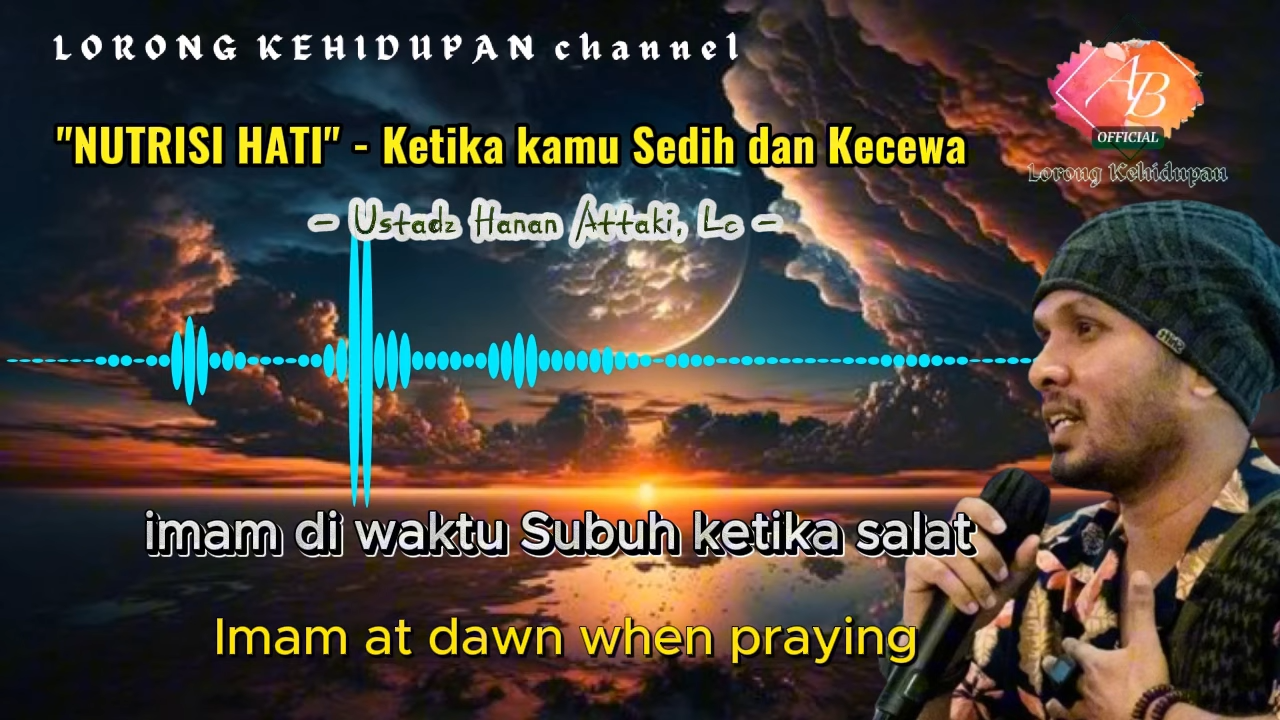 LORONG KEHIDUPAN channel
AB
OFFICIAL
Lorong Kehidupan
"NUTRISI HATI" - Ketika kamu Sedih dan Kecewa
- Ustadz Hanan Attaki, Lc -
imam di waktu Subuh ketika salat
Imam at dawn when praying